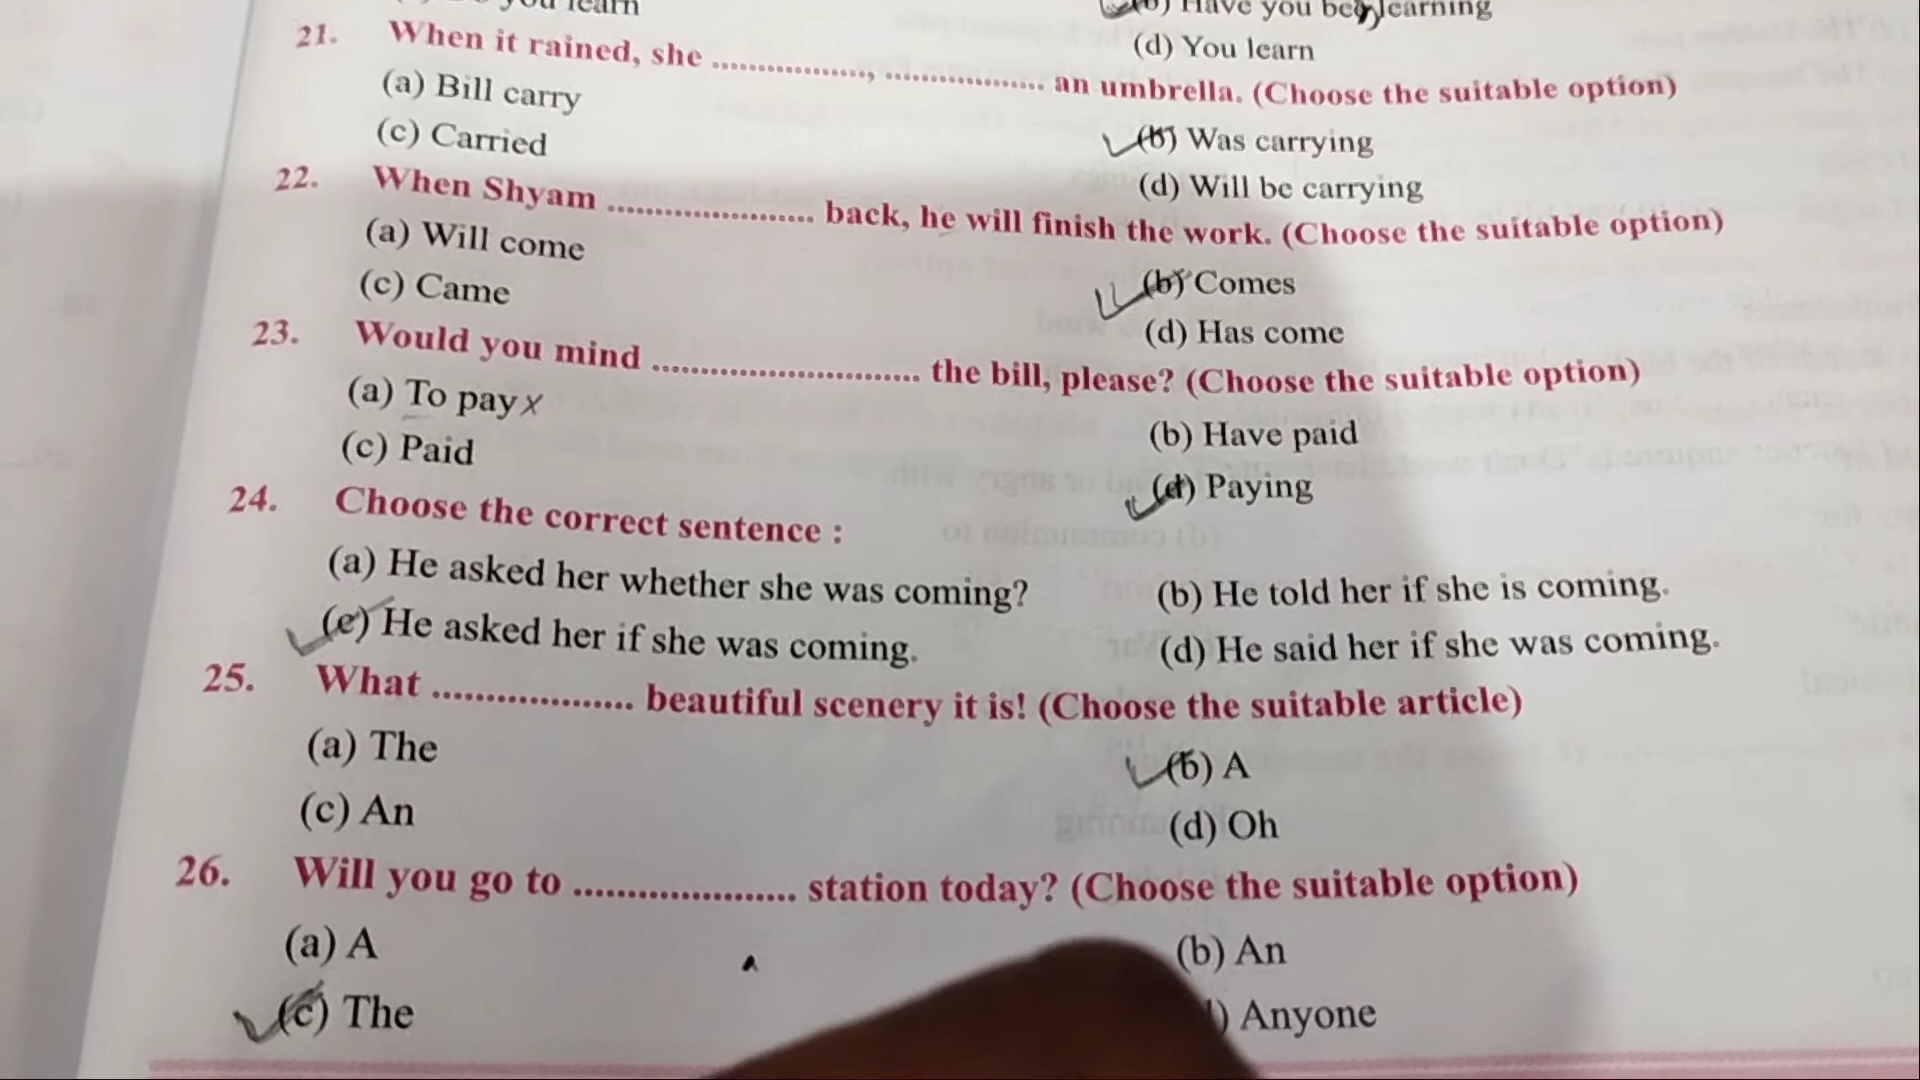 you learn
(b) Have you been learning
(d) You learn
21. When it rained, she .................., .................. an umbrella. (Choose the suitable option)
(a) Bill carry
(b) Was carrying
(c) Carried
(d) Will be carrying
22. When Shyam ..................... back, he will finish the work. (Choose the suitable option)
(a) Will come
(b) Comes
(c) Came
(d) Has come
23. Would you mind ........................... the bill, please? (Choose the suitable option)
(a) To pay x
(b) Have paid
(c) Paid
(d) Paying
24. Choose the correct sentence :
(a) He asked her whether she was coming?
(b) He told her if she is coming.
(c) He asked her if she was coming.
(d) He said her if she was coming.
25. What .................. beautiful scenery it is! (Choose the suitable article)
(a) The
(b) A
(c) An
(d) Oh
26. Will you go to .................... station today? (Choose the suitable option)
(a) A
(b) An
(c) The
) Anyone